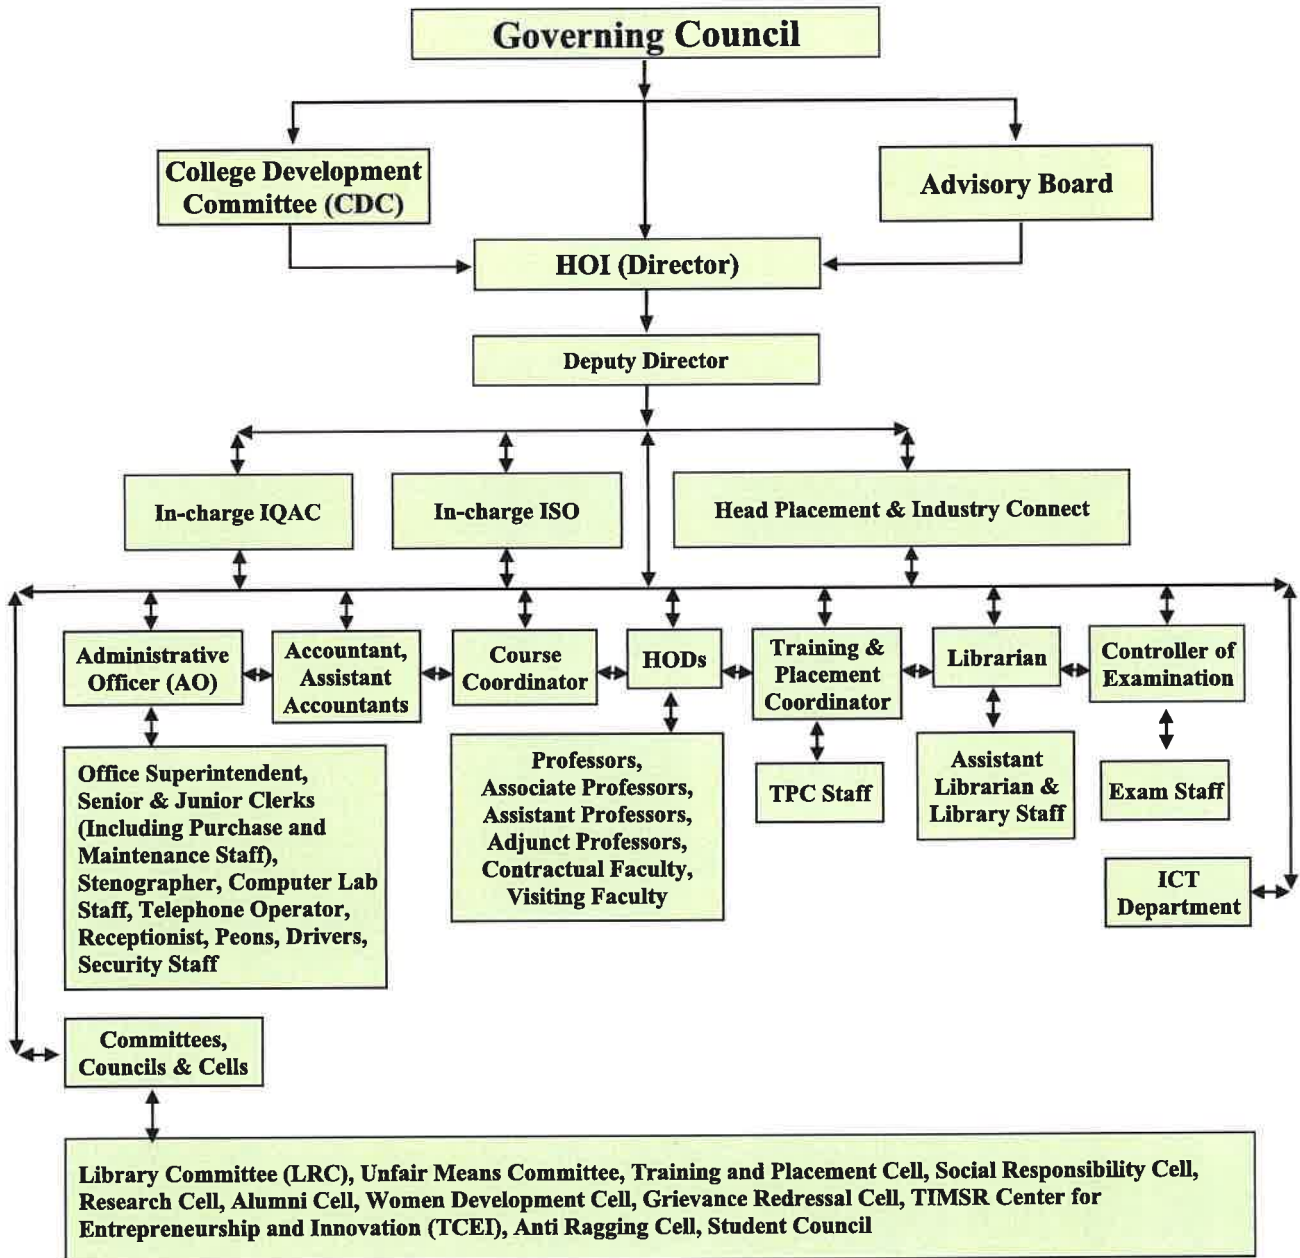 Governing Council
College Development
Committee (CDC)
Advisory Board
HOI (Director)
Deputy Director
In-charge IQAC
In-charge ISO
Head Placement & Industry Connect
Administrative
Officer (AO)
Accountant,
Assistant
Accountants
Course
Coordinator
HODs
Training &
Placement
Coordinator
Librarian
Controller of
Examination
Office Superintendent,
Senior & Junior Clerks
(Including Purchase and
Maintenance Staff),
Stenographer, Computer Lab
Staff, Telephone Operator,
Receptionist, Peons, Drivers,
Security Staff
Professors,
Associate Professors,
Assistant Professors,
Adjunct Professors,
Contractual Faculty,
Visiting Faculty
TPC Staff
Assistant
Librarian &
Library Staff
Exam Staff
ICT
Department
Committees,
Councils & Cells
Library Committee (LRC), Unfair Means Committee, Training and Placement Cell, Social Responsibility Cell,
Research Cell, Alumni Cell, Women Development Cell, Grievance Redressal Cell, TIMSR Center for
Entrepreneurship and Innovation (TCEI), Anti Ragging Cell, Student Council